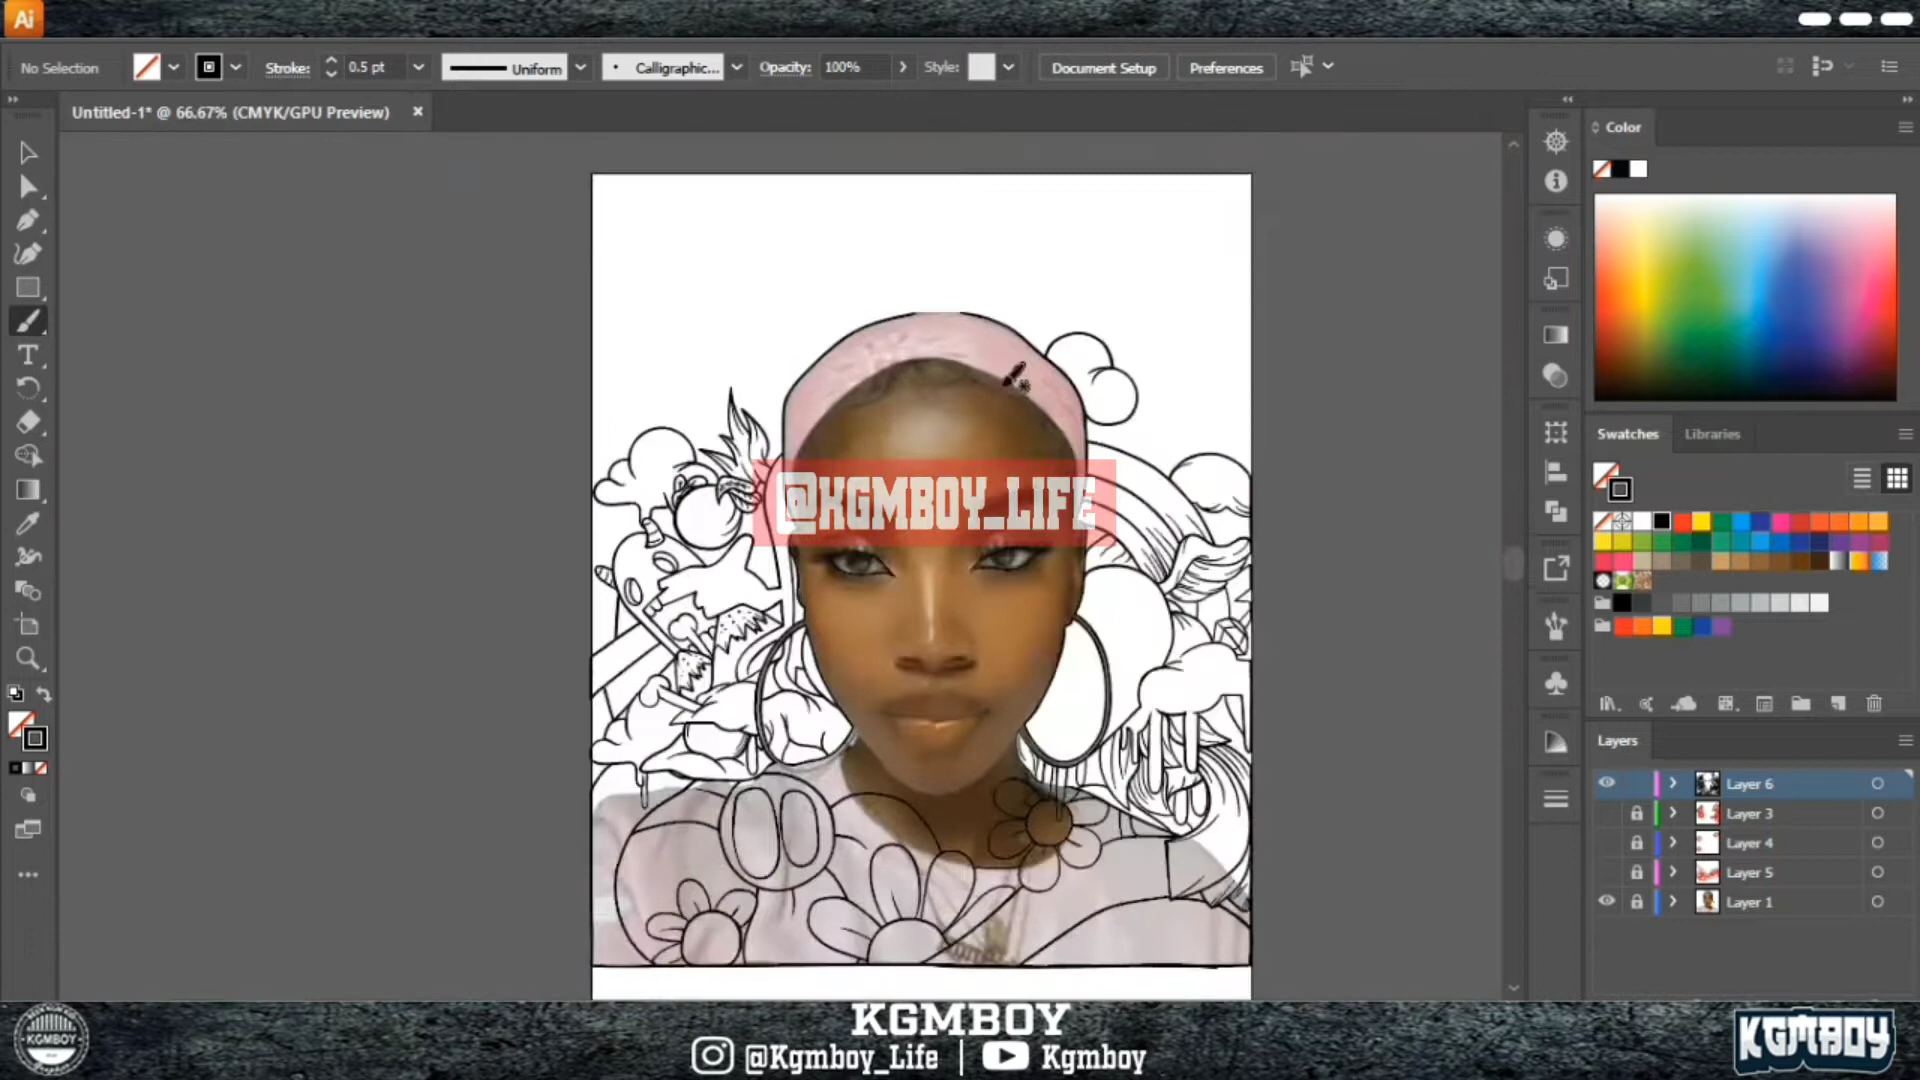 Ai
No Selection
Stroke:
0.5 pt
Uniform
Calligraphic...
Opacity:
100%
Style:
Document Setup
Preferences
Untitled-1* @ 66.67% (CMYK/GPU Preview)
Color
Swatches
Libraries
@KGMBOY_LIFE
Layers
Layer 6
Layer 3
Layer 4
Layer 5
Layer 1
KGMBOY
KGMBOY
@Kgmboy_Life | Kgmboy
KGMBOY